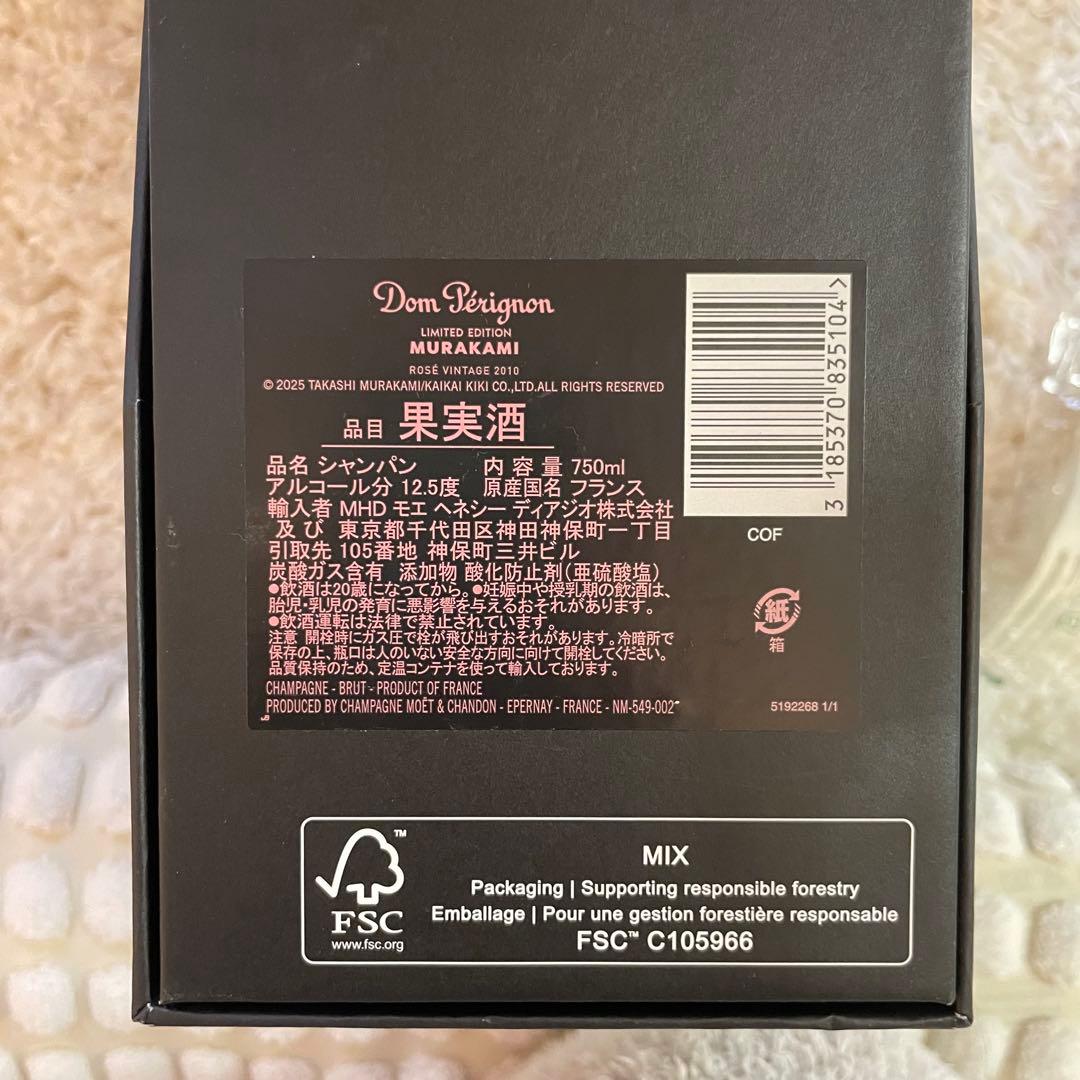 Dom Pérignon
LIMITED EDITION
MURAKAMI
ROSÉ VINTAGE 2010
© 2025 TAKASHI MURAKAMI/KAIKAI KIKI CO.,LTD.ALL RIGHTS RESERVED
品目 果実酒
品名 シャンパン 内容量 750ml
アルコール分 12.5度 原産国名 フランス
輸入者 MHD モエ ヘネシー ディアジオ株式会社
及び 東京都千代田区神田神保町一丁目
引取先 105番地 神保町三井ビル
炭酸ガス含有 添加物 酸化防止剤(亜硫酸塩)
●飲酒は20歳になってから。●妊娠中や授乳期の飲酒は、
胎児・乳児の発育に悪影響を与えるおそれがあります。
●飲酒運転は法律で禁止されています。
注意 開栓時にガス圧で栓が飛び出すおそれがあります。冷暗所で
保存の上、瓶口は人のいない安全な方向に向けて開栓してください。
品質保持のため、定温コンテナを使って輸入しております。
CHAMPAGNE - BRUT - PRODUCT OF FRANCE
PRODUCED BY CHAMPAGNE MOËT & CHANDON - EPERNAY - FRANCE - NM-549-002
3 185370 835104 >
COF
紙
箱
5192268 1/1
FSC
www.fsc.org
MIX
Packaging | Supporting responsible forestry
Emballage | Pour une gestion forestière responsable
FSC™ C105966